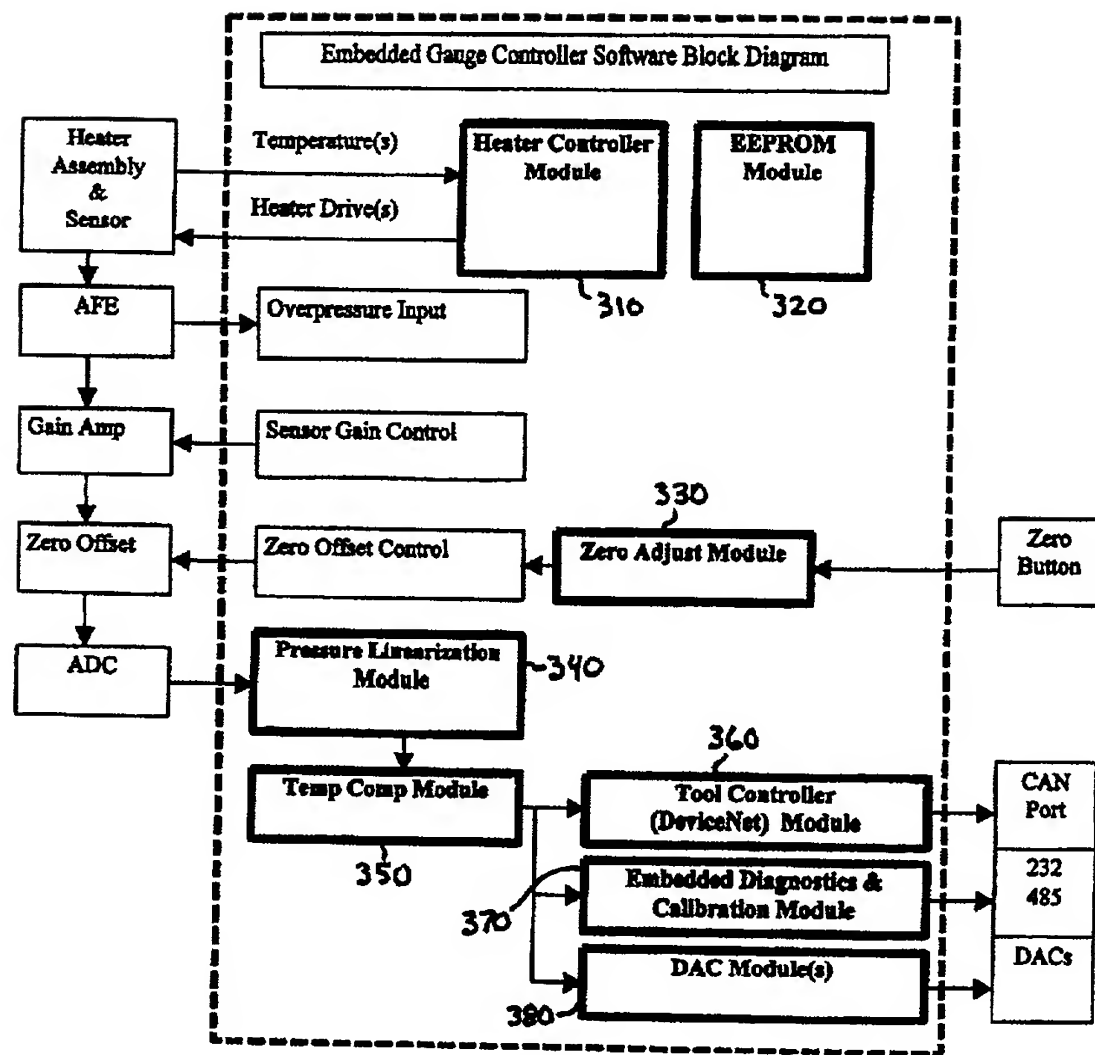 Embedded Gauge Controller Software Block Diagram
Heater
Assembly
&
Sensor
Temperature(s)
Heater Drive(s)
Heater Controller
Module
310
EEPROM
Module
320
AFE
Overpressure Input
Gain Amp
Sensor Gain Control
330
Zero Offset
Zero Offset Control
Zero Adjust Module
Zero
Button
ADC
Pressure Linearization
Module
340
Temp Comp Module
350
360
Tool Controller
(DeviceNet) Module
CAN
Port
370
Embedded Diagnostics &
Calibration Module
232
485
380
DAC Module(s)
DACs